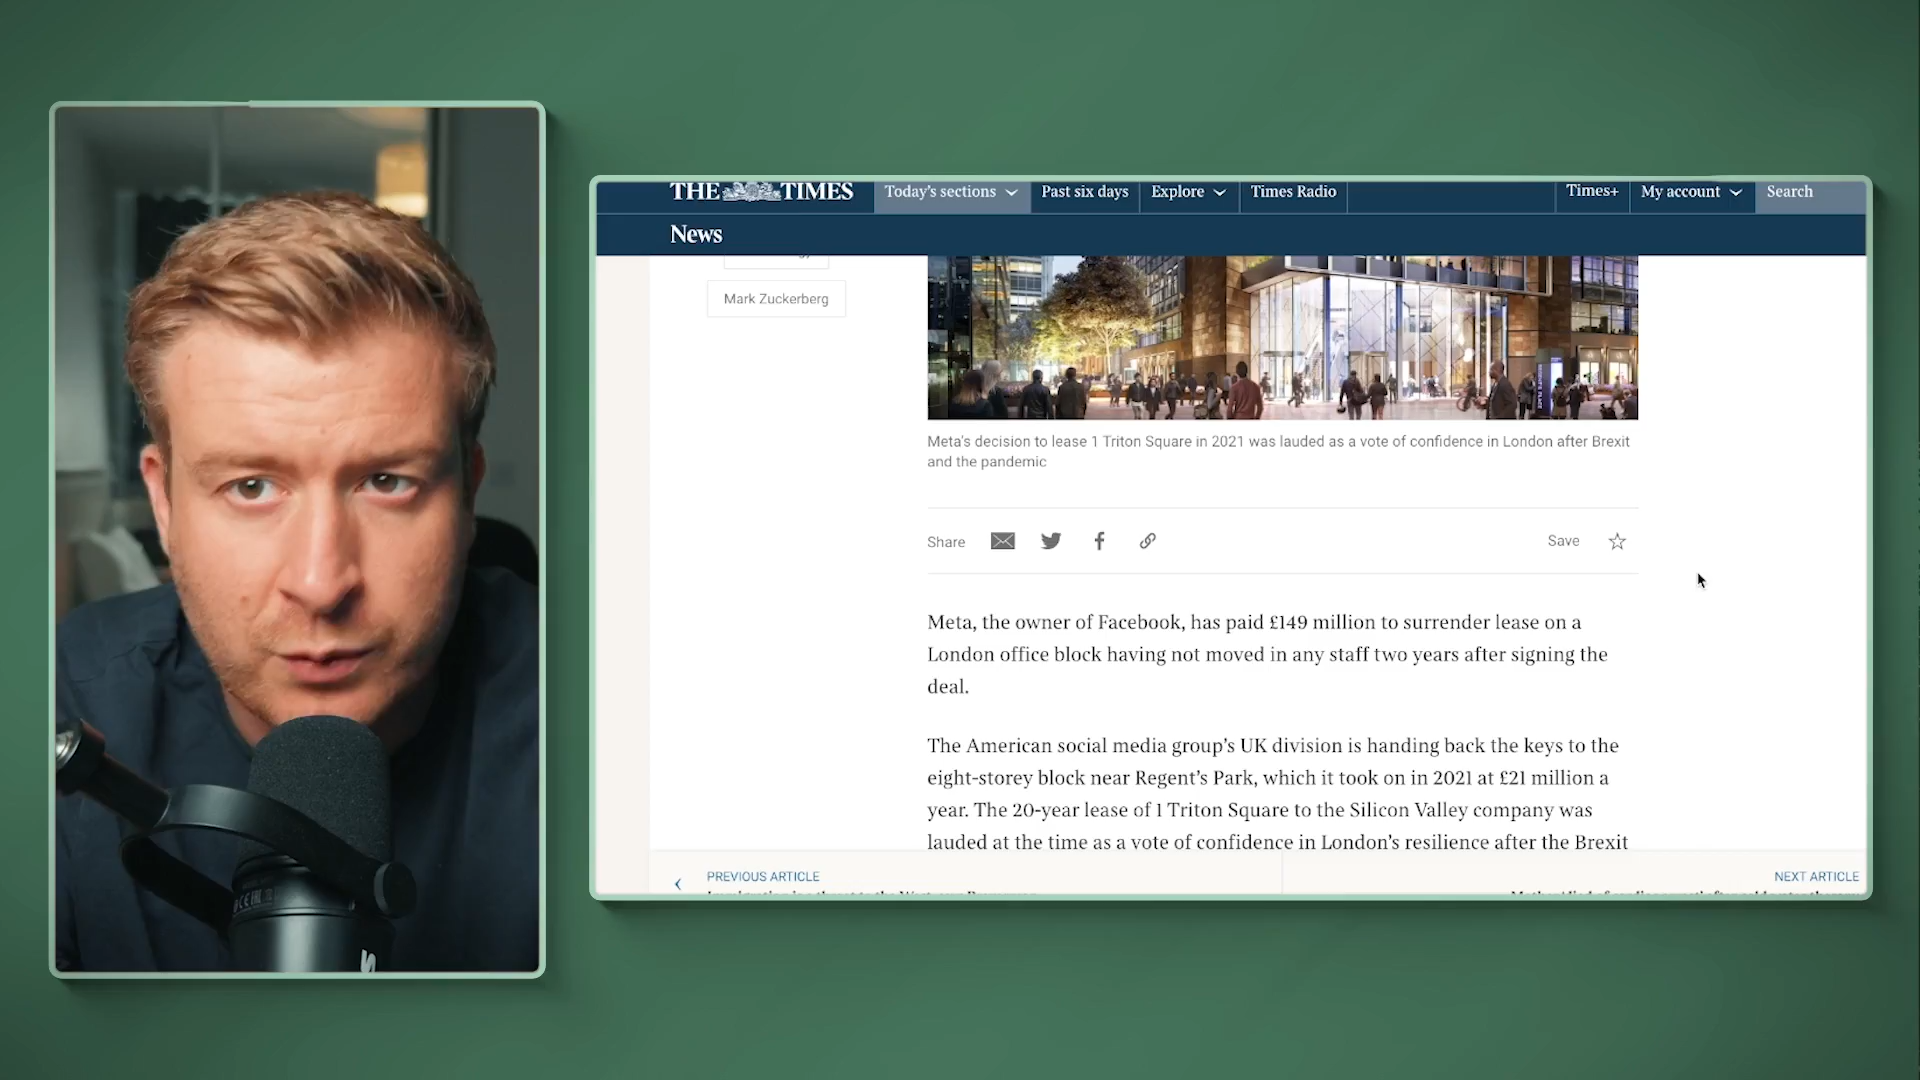 THE TIMES
Today's sections
Past six days
Explore
Times Radio
Times+
My account
Search
News
Mark Zuckerberg
Meta's decision to lease 1 Triton Square in 2021 was lauded as a vote of confidence in London after Brexit
and the pandemic
Share
Save
Meta, the owner of Facebook, has paid £149 million to surrender lease on a
London office block having not moved in any staff two years after signing the
deal.
The American social media group's UK division is handing back the keys to the
eight-storey block near Regent's Park, which it took on in 2021 at £21 million a
year. The 20-year lease of 1 Triton Square to the Silicon Valley company was
lauded at the time as a vote of confidence in London's resilience after the Brexit
PREVIOUS ARTICLE
NEXT ARTICLE